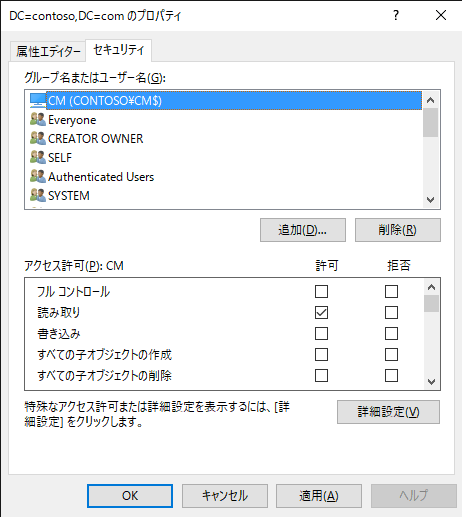 DC=contoso,DC=com のプロパティ
属性エディター
セキュリティ
グループ名またはユーザー名(G):
CM (CONTOSO¥CM$)
Everyone
CREATOR OWNER
SELF
Authenticated Users
SYSTEM
追加(D)...
削除(R)
アクセス許可(P): CM 許可 拒否
フル コントロール
読み取り
書き込み
すべての子オブジェクトの作成
すべての子オブジェクトの削除
特殊なアクセス許可または詳細設定を表示するには、[詳
細設定] をクリックします。
詳細設定(V)
OK
キャンセル
適用(A)
ヘルプ